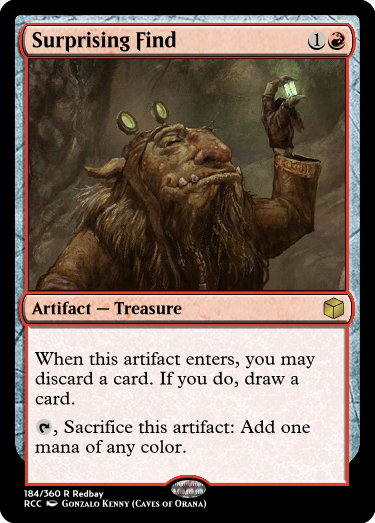 Surprising Find 1
Artifact — Treasure
When this artifact enters, you may
discard a card. If you do, draw a
card.
, Sacrifice this artifact: Add one
mana of any color.
184/360 R Redbay
RCC Gonzalo Kenny (Caves of Orana)